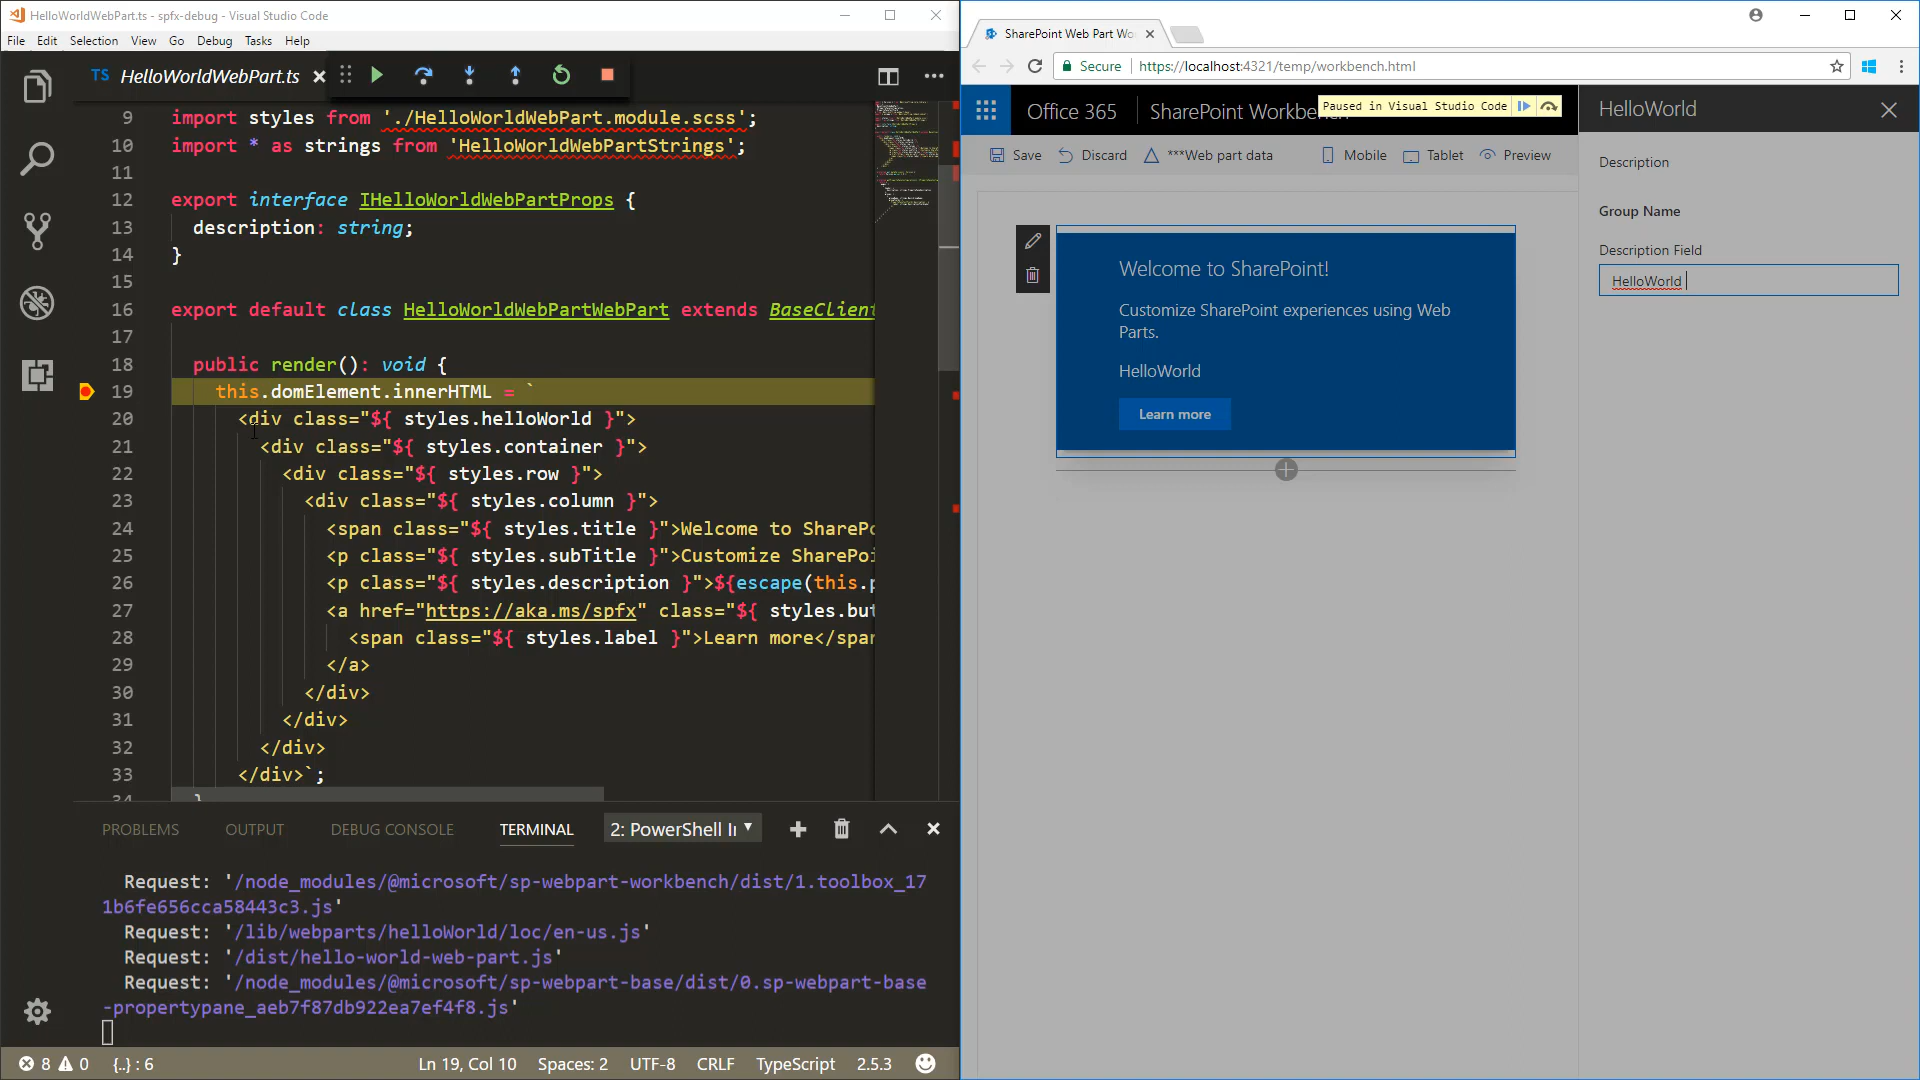 HelloWorldWebPart.ts - spfx-debug - Visual Studio Code
File Edit Selection View Go Debug Tasks Help
TS HelloWorldWebPart.ts
9 import styles from './HelloWorldWebPart.module.scss';
10 import * as strings from 'HelloWorldWebPartStrings';
11
12 export interface IHelloWorldWebPartProps {
13 description: string;
14 }
15
16 export default class HelloWorldWebPartWebPart extends BaseClient
17
18 public render(): void {
19 this.domElement.innerHTML = `
20 <div class="${ styles.helloWorld }">
21 <div class="${ styles.container }">
22 <div class="${ styles.row }">
23 <div class="${ styles.column }">
24 <span class="${ styles.title }">Welcome to SharePo
25 <p class="${ styles.subTitle }">Customize SharePoi
26 <p class="${ styles.description }">${escape(this.p
27 <a href="https://aka.ms/spfx" class="${ styles.but
28 <span class="${ styles.label }">Learn more</span
29 </a>
30 </div>
31 </div>
32 </div>
33 </div>`;
34 }
PROBLEMS OUTPUT DEBUG CONSOLE TERMINAL 2: PowerShell I
Request: '/node_modules/@microsoft/sp-webpart-workbench/dist/1.toolbox_17
1b6fe656cca58443c3.js'
Request: '/lib/webparts/helloWorld/loc/en-us.js'
Request: '/dist/hello-world-web-part.js'
Request: '/node_modules/@microsoft/sp-webpart-base/dist/0.sp-webpart-base
-propertypane_aeb7f87db922ea7ef4f8.js'
8 0 {..} : 6 Ln 19, Col 10 Spaces: 2 UTF-8 CRLF TypeScript 2.5.3
SharePoint Web Part Wo
Secure https://localhost:4321/temp/workbench.html
Office 365 SharePoint Workbench
Paused in Visual Studio Code
Save Discard ***Web part data Mobile Tablet Preview
Welcome to SharePoint!
Customize SharePoint experiences using Web
Parts.
HelloWorld
Learn more
HelloWorld
Description
Group Name
Description Field
HelloWorld